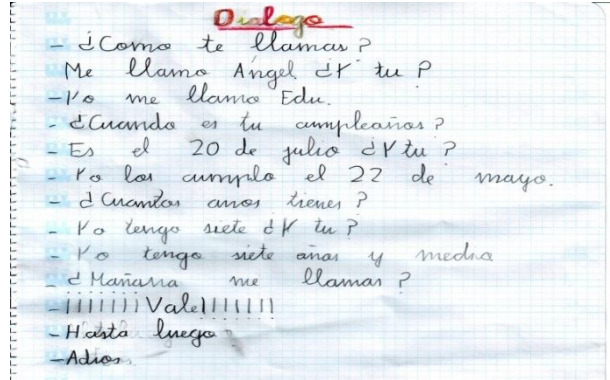 Dialogo
- ¿Como te llamas?
Me llamo Angel ¿Y tu?
- Yo me llamo Edu.
- ¿Cuando es tu cumpleaños?
- Es el 20 de julio ¿Y tu?
- Yo los cumplo el 22 de mayo.
- ¿Cuantos anos tienes?
- Yo tengo siete ¿Y tu?
- Yo tengo siete años y media
- ¿Mañana me llamas?
- ¡¡¡¡¡¡¡Vale!!!!!!!
- Hasta luego
- Adios